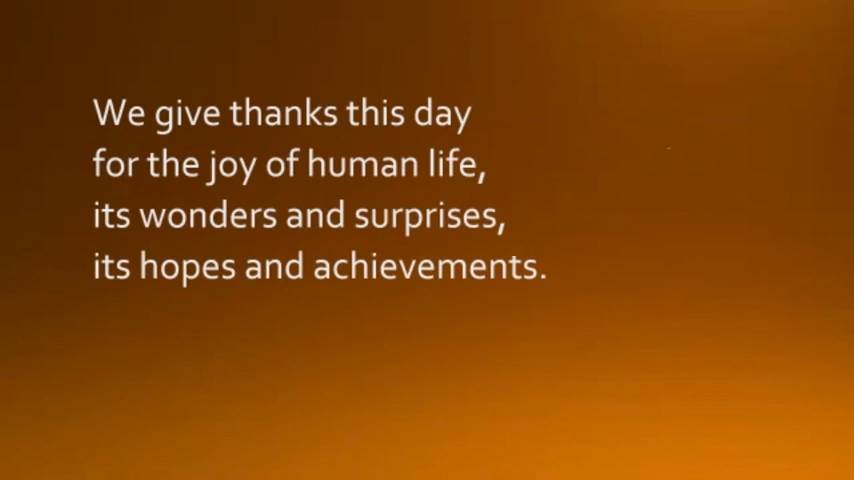 We give thanks this day
for the joy of human life,
its wonders and surprises,
its hopes and achievements.